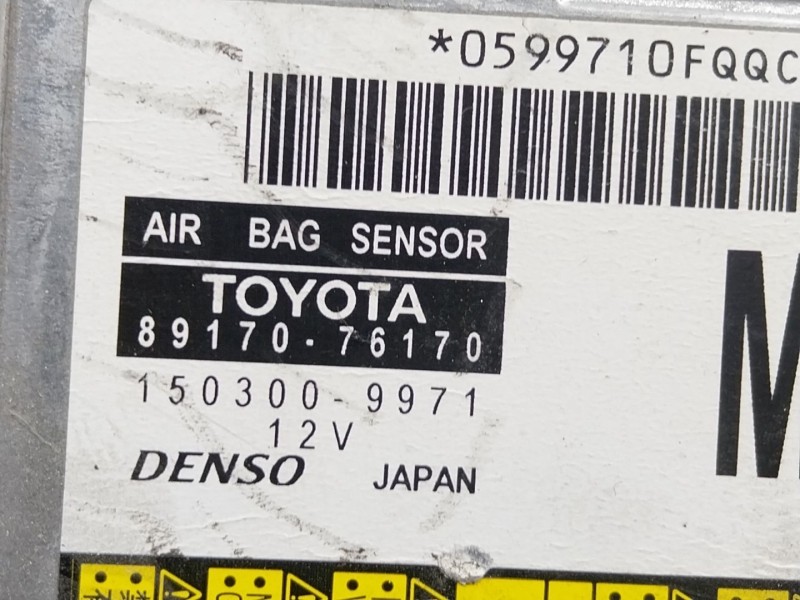 *0599710FQQC
AIR BAG SENSOR
TOYOTA
89170-76170
150300-9971
12V
DENSO JAPAN
M